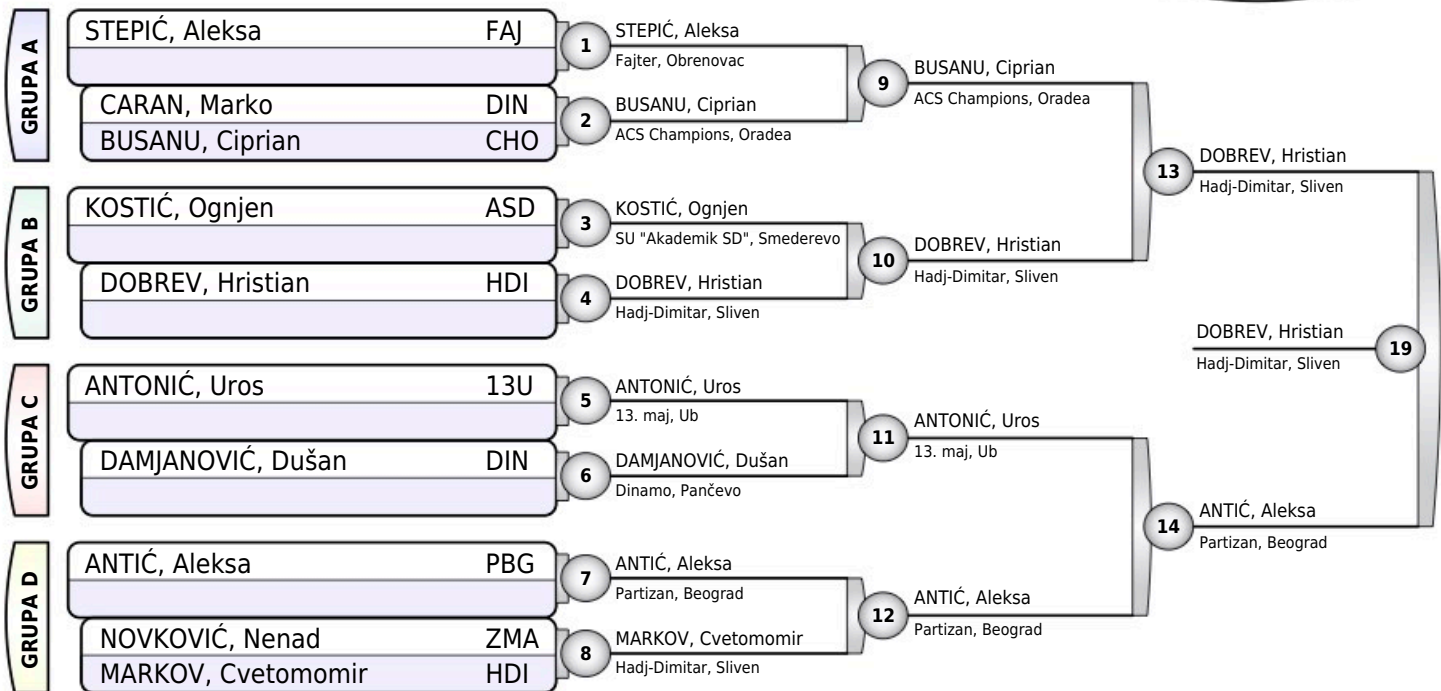 GRUPA A
STEPIĆ, Aleksa FAJ
CARAN, Marko DIN
BUSANU, Ciprian CHO
1
STEPIĆ, Aleksa
Fajter, Obrenovac
2
BUSANU, Ciprian
ACS Champions, Oradea
9
BUSANU, Ciprian
ACS Champions, Oradea
GRUPA B
KOSTIĆ, Ognjen ASD
DOBREV, Hristian HDI
3
KOSTIĆ, Ognjen
SU "Akademik SD", Smederevo
4
DOBREV, Hristian
Hadj-Dimitar, Sliven
10
DOBREV, Hristian
Hadj-Dimitar, Sliven
13
DOBREV, Hristian
Hadj-Dimitar, Sliven
GRUPA C
ANTONIĆ, Uros 13U
DAMJANOVIĆ, Dušan DIN
5
ANTONIĆ, Uros
13. maj, Ub
6
DAMJANOVIĆ, Dušan
Dinamo, Pančevo
11
ANTONIĆ, Uros
13. maj, Ub
GRUPA D
ANTIĆ, Aleksa PBG
NOVKOVIĆ, Nenad ZMA
MARKOV, Cvetomomir HDI
7
ANTIĆ, Aleksa
Partizan, Beograd
8
MARKOV, Cvetomomir
Hadj-Dimitar, Sliven
12
ANTIĆ, Aleksa
Partizan, Beograd
14
ANTIĆ, Aleksa
Partizan, Beograd
DOBREV, Hristian
Hadj-Dimitar, Sliven
19